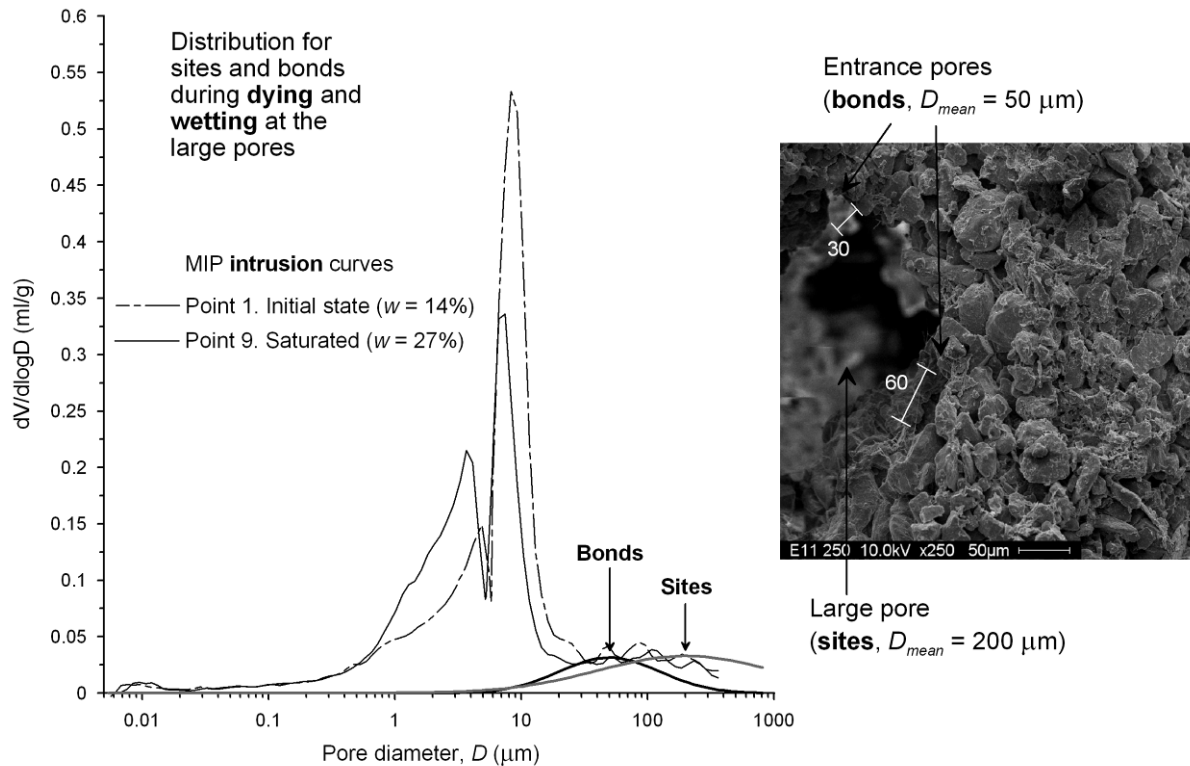 0.6
0.55
0.5
0.45
0.4
0.35
0.3
0.25
0.2
0.15
0.1
0.05
0
dV/dlogD (ml/g)
Distribution for
sites and bonds
during dying and
wetting at the
large pores
MIP intrusion curves
Point 1. Initial state (w = 14%)
Point 9. Saturated (w = 27%)
Bonds
Sites
0.01
0.1
1
10
100
1000
Pore diameter, D (μm)
Entrance pores
(bonds, Dmean = 50 μm)
30
60
E11 250 10.0kV x250 50μm
Large pore
(sites, Dmean = 200 μm)